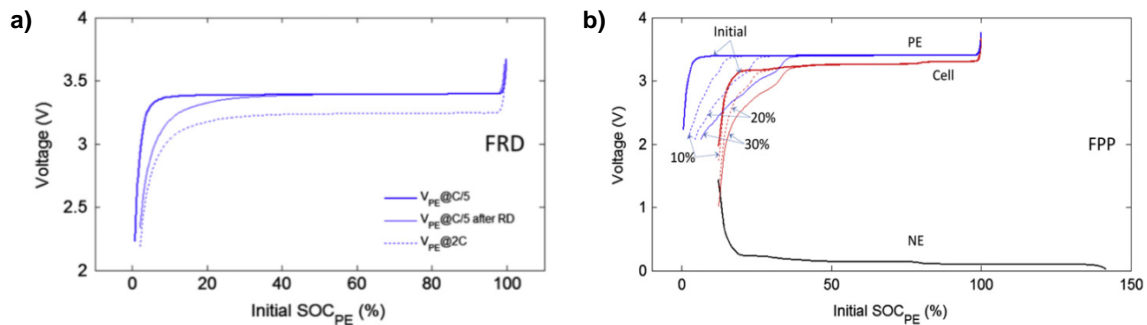 a)
4
3.5
3
2.5
2
Voltage (V)
0 20 40 60 80 100
Initial SOC_PE (%)
FRD
V_PE@C/5
V_PE@C/5 after RD
V_PE@2C
b)
4
3
2
1
0
Voltage (V)
0 50 100 150
Initial SOC_PE (%)
Initial
PE
Cell
20%
30%
10%
FPP
NE